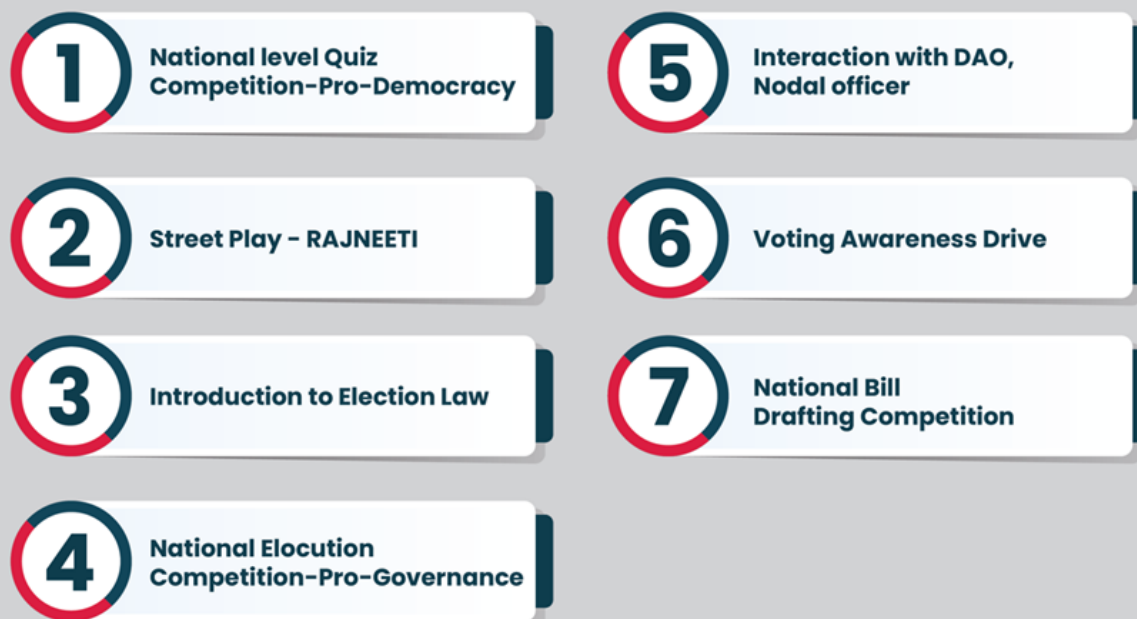 1
National level Quiz
Competition-Pro-Democracy
2
Street Play - RAJNEETI
3
Introduction to Election Law
4
National Elocution
Competition-Pro-Governance
5
Interaction with DAO,
Nodal officer
6
Voting Awareness Drive
7
National Bill
Drafting Competition